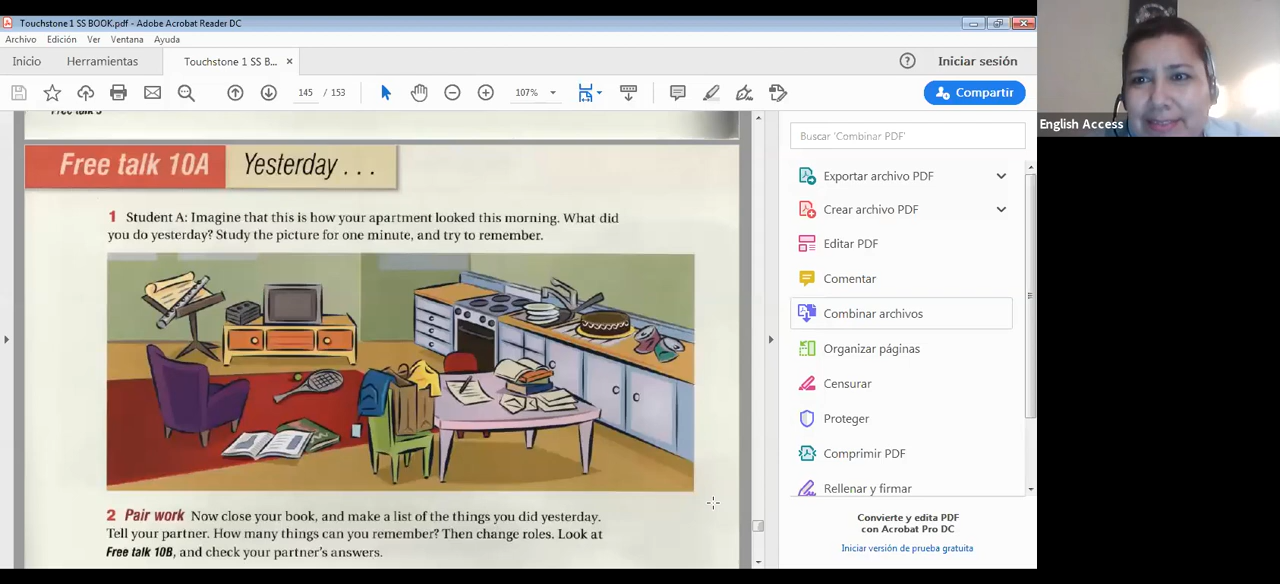 Touchstone 1 SS BOOK.pdf - Adobe Acrobat Reader DC
Archivo Edición Ver Ventana Ayuda
Inicio Herramientas Touchstone 1 SS B... × Iniciar sesión
145 / 153 107% Compartir
English Access
Free talk 10A Yesterday . . .
1 Student A: Imagine that this is how your apartment looked this morning. What did
you do yesterday? Study the picture for one minute, and try to remember.
2 Pair work Now close your book, and make a list of the things you did yesterday.
Tell your partner. How many things can you remember? Then change roles. Look at
Free talk 10B, and check your partner's answers.
Buscar 'Combinar PDF'
Exportar archivo PDF
Crear archivo PDF
Editar PDF
Comentar
Combinar archivos
Organizar páginas
Censurar
Proteger
Comprimir PDF
Rellenar y firmar
Convierte y edita PDF
con Acrobat Pro DC
Iniciar versión de prueba gratuita